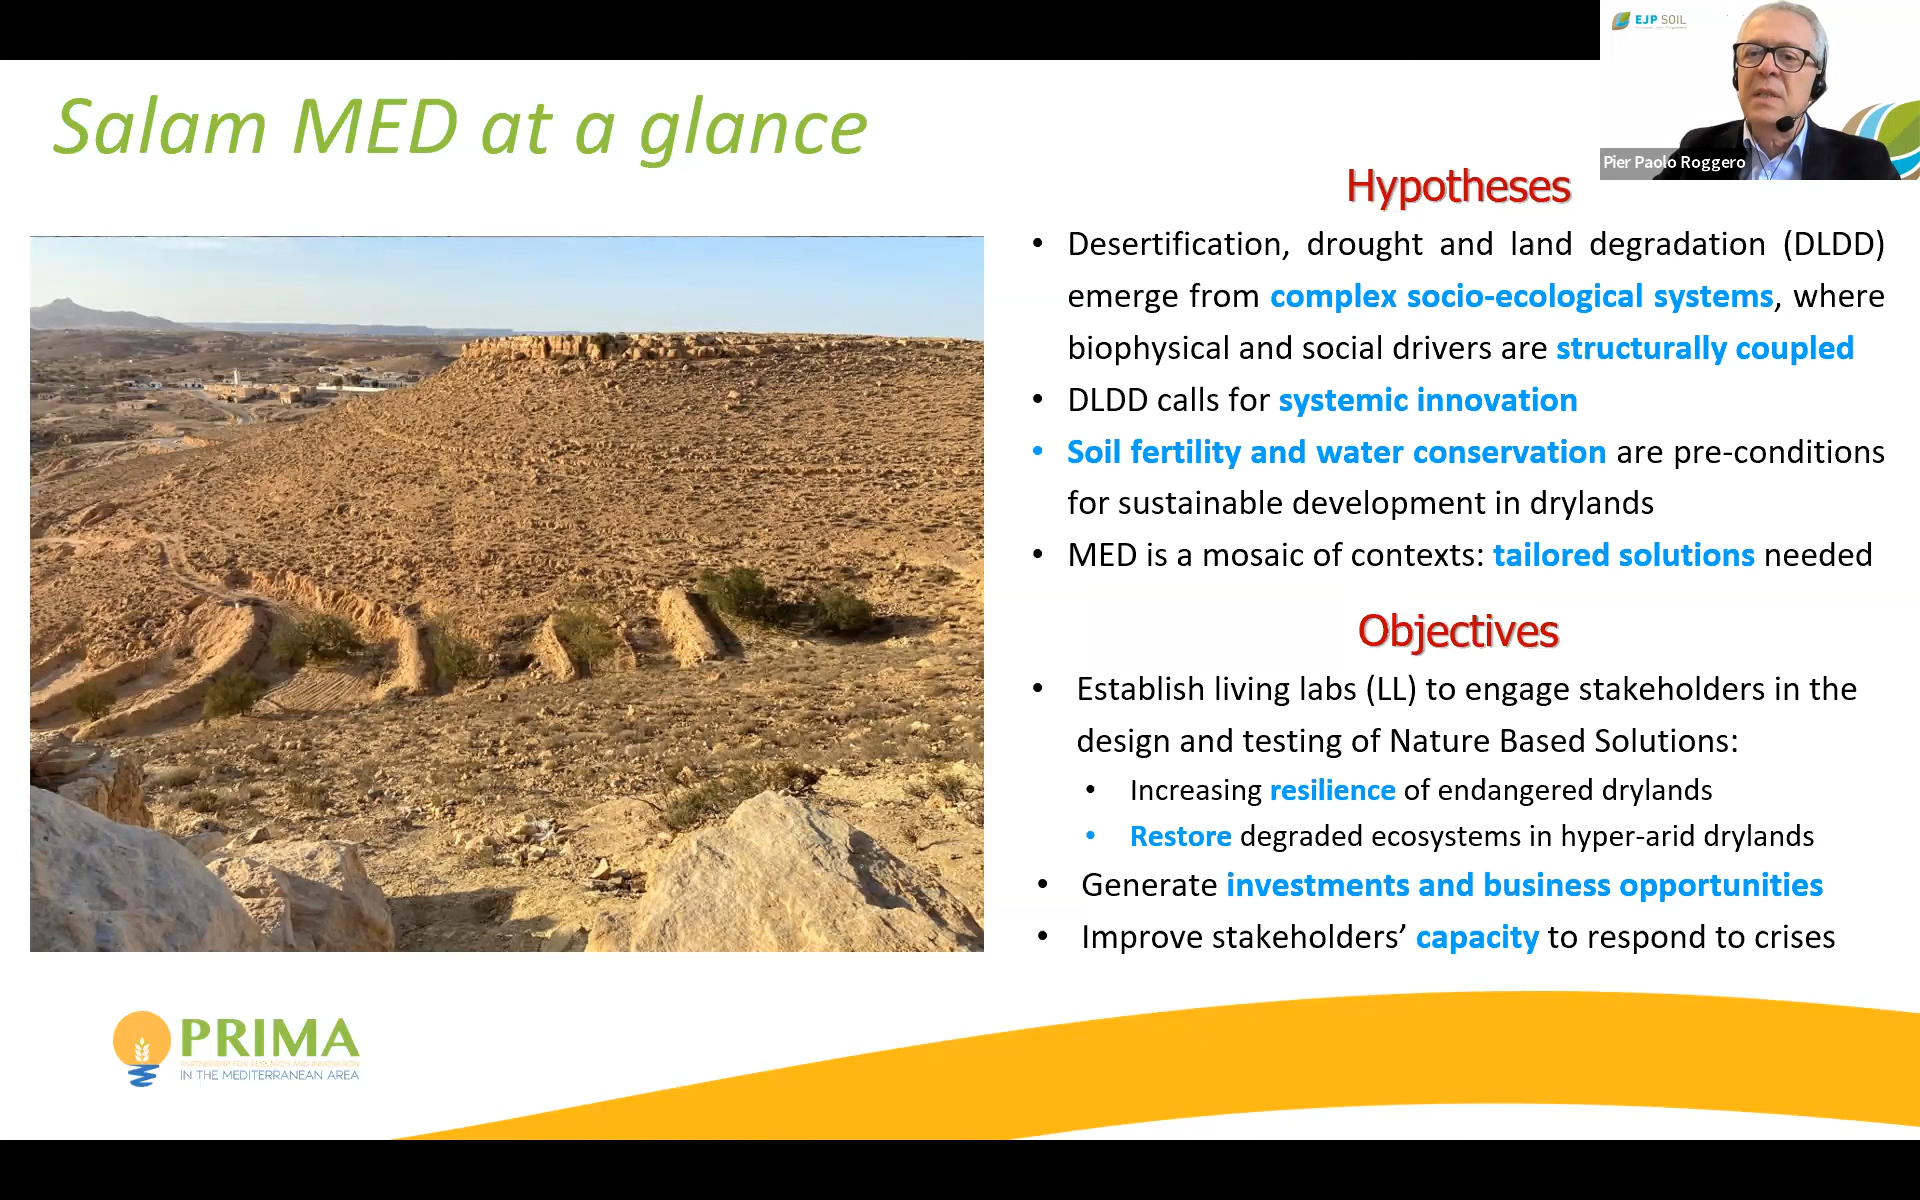 EJP SOIL
Pier Paolo Roggero
Salam MED at a glance
Hypotheses
• Desertification, drought and land degradation (DLDD)
emerge from complex socio-ecological systems, where
biophysical and social drivers are structurally coupled
• DLDD calls for systemic innovation
• Soil fertility and water conservation are pre-conditions
for sustainable development in drylands
• MED is a mosaic of contexts: tailored solutions needed
Objectives
• Establish living labs (LL) to engage stakeholders in the
design and testing of Nature Based Solutions:
• Increasing resilience of endangered drylands
• Restore degraded ecosystems in hyper-arid drylands
• Generate investments and business opportunities
• Improve stakeholders’ capacity to respond to crises
PRIMA
PARTNERSHIP FOR RESEARCH AND INNOVATION
IN THE MEDITERRANEAN AREA